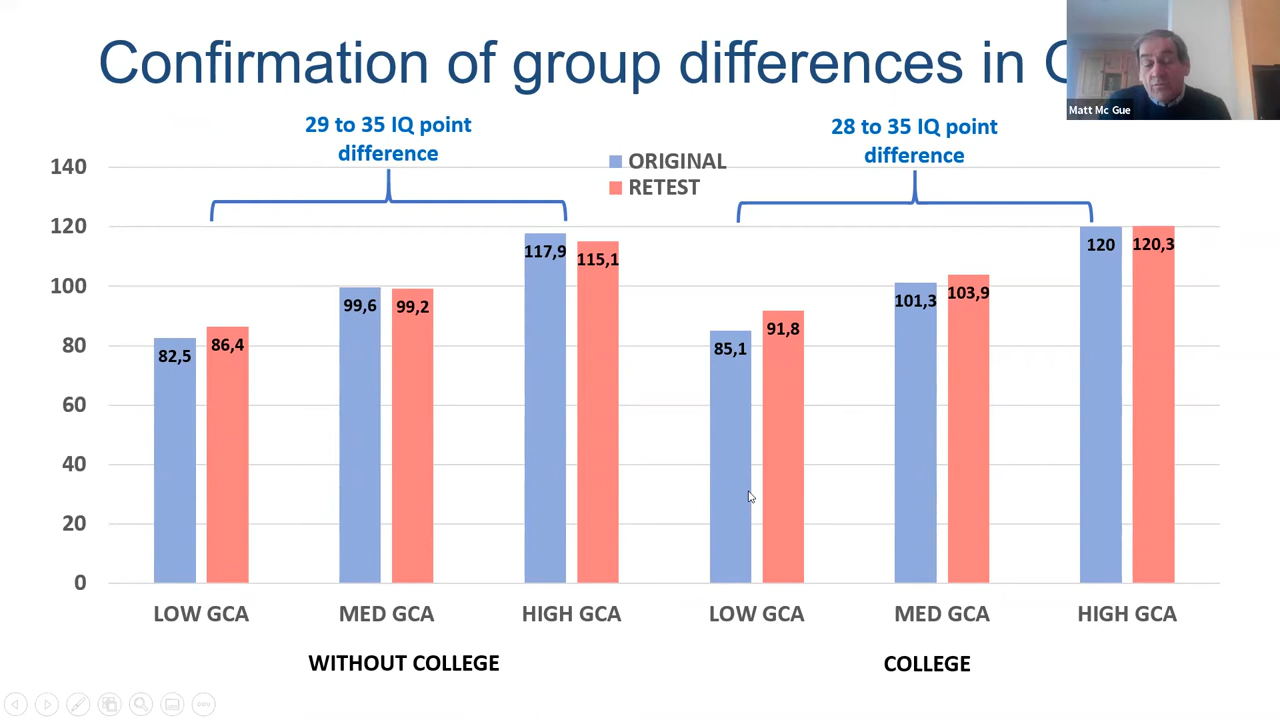 Confirmation of group differences in
Matt Mc Gue
29 to 35 IQ point
difference
28 to 35 IQ point
difference
ORIGINAL
RETEST
140
120
100
80
60
40
20
0
82,5
86,4
99,6
99,2
117,9
115,1
85,1
91,8
101,3
103,9
120
120,3
LOW GCA
MED GCA
HIGH GCA
LOW GCA
MED GCA
HIGH GCA
WITHOUT COLLEGE
COLLEGE